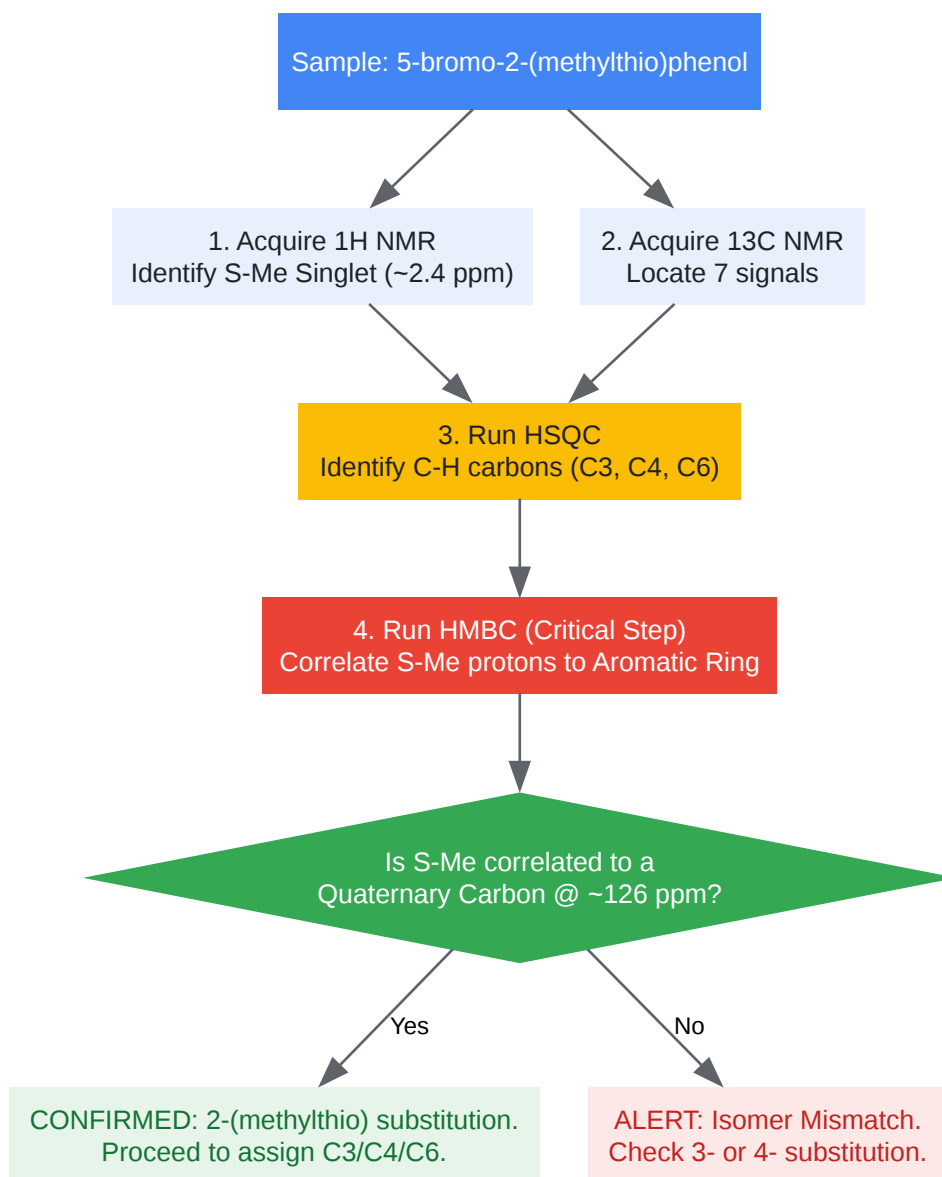 Sample: 5-bromo-2-(methylthio)phenol
1. Acquire 1H NMR
Identify S-Me Singlet (~2.4 ppm)
2. Acquire 13C NMR
Locate 7 signals
3. Run HSQC
Identify C-H carbons (C3, C4, C6)
4. Run HMBC (Critical Step)
Correlate S-Me protons to Aromatic Ring
Is S-Me correlated to a
Quaternary Carbon @ ~126 ppm?
Yes
No
CONFIRMED: 2-(methylthio) substitution.
Proceed to assign C3/C4/C6.
ALERT: Isomer Mismatch.
Check 3- or 4- substitution.